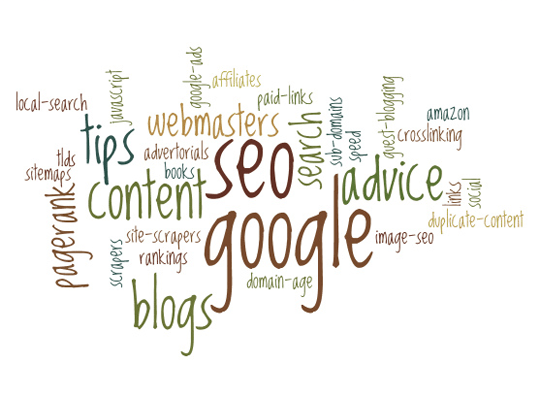 google-ads
javascript
affiliates
local-search
paid-links
guest-blogging
amazon
webmasters
tips
search
sub-domains
speed
crosslinking
advertorials
seo
tlds
sitemaps
books
content
advice
links
social
pagerank
google
duplicate-content
scrapers
site-scrapers
rankings
image-seo
domain-age
blogs